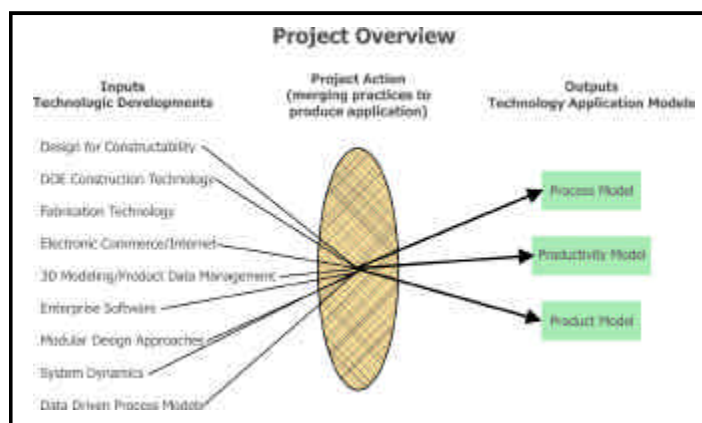 Project Overview
Inputs
Technologic Developments
Project Action
(merging practices to
produce application)
Outputs
Technology Application Models
Design for Constructability
DOE Construction Technology
Fabrication Technology
Electronic Commerce/Internet
3D Modeling/Product Data Management
Enterprise Software
Modular Design Approaches
System Dynamics
Data Driven Process Models
Process Model
Productivity Model
Product Model